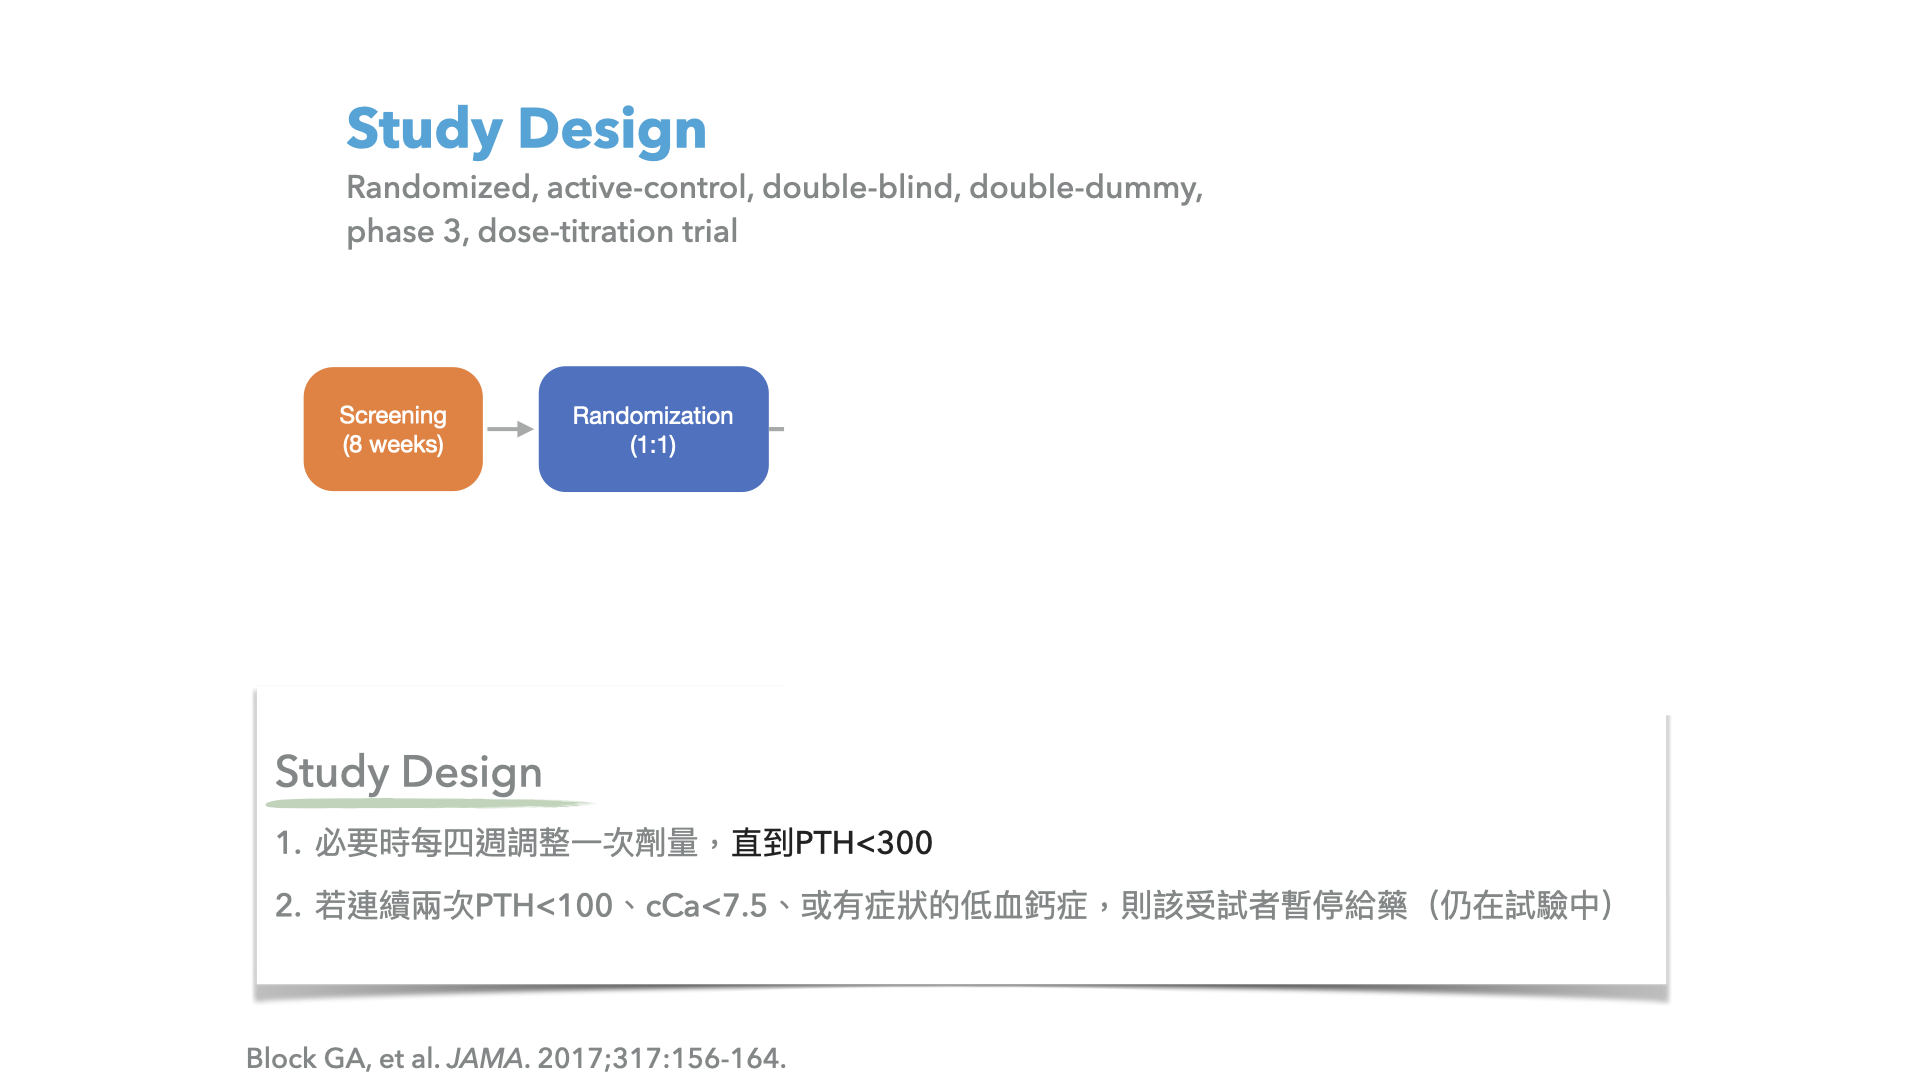 Study Design
Randomized, active-control, double-blind, double-dummy,
phase 3, dose-titration trial
Screening
(8 weeks)
Randomization
(1:1)
Study Design
1. 必要時每四週調整一次劑量，直到PTH<300
2. 若連續兩次PTH<100、cCa<7.5、或有症狀的低血鈣症，則該受試者暫停給藥（仍在試驗中）
Block GA, et al. JAMA. 2017;317:156-164.